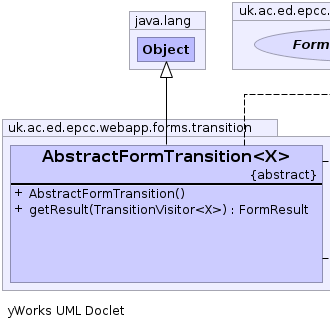 java.lang
uk.ac.ed.epcc.
Object
Form
uk.ac.ed.epcc.webapp.forms.transition
AbstractFormTransition<X>
{abstract}
+ AbstractFormTransition()
+ getResult(TransitionVisitor<X>) : FormResult
yWorks UML Doclet